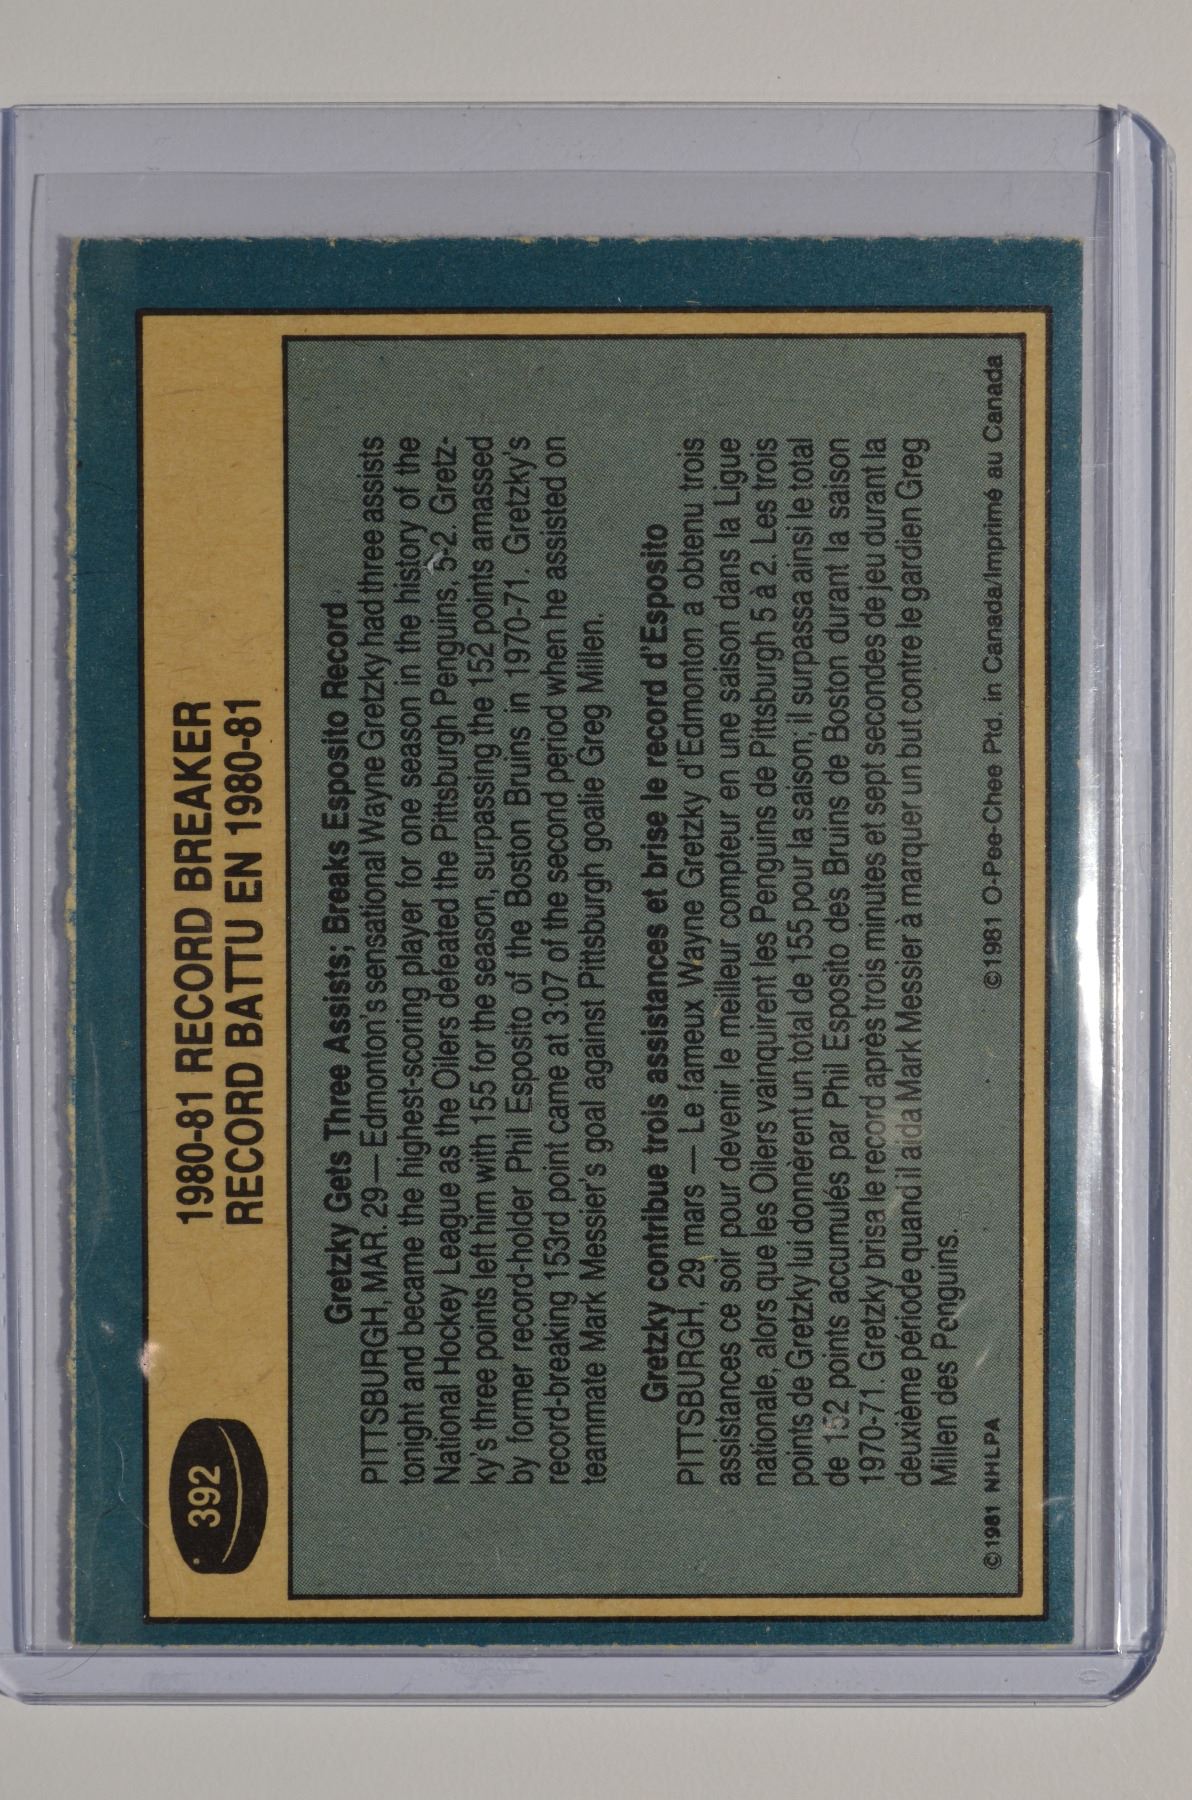 392
1980-81 RECORD BREAKER
RECORD BATTU EN 1980-81
Gretzky Gets Three Assists; Breaks Esposito Record
PITTSBURGH, MAR. 29—Edmonton's sensational Wayne Gretzky had three assists
tonight and became the highest-scoring player for one season in the history of the
National Hockey League as the Oilers defeated the Pittsburgh Penguins, 5-2. Gretz-
ky's three points left him with 155 for the season, surpassing the 152 points amassed
by former record-holder Phil Esposito of the Boston Bruins in 1970-71. Gretzky's
record-breaking 153rd point came at 3:07 of the second period when he assisted on
teammate Mark Messier's goal against Pittsburgh goalie Greg Millen.
Gretzky contribue trois assistances et brise le record d'Esposito
PITTSBURGH, 29 mars — Le fameux Wayne Gretzky d'Edmonton a obtenu trois
assistances ce soir pour devenir le meilleur compteur en une saison dans la Ligue
nationale, alors que les Oilers vainquirent les Penguins de Pittsburgh 5 à 2. Les trois
points de Gretzky lui donnèrent un total de 155 pour la saison; il surpassa ainsi le total
de 152 points accumulés par Phil Esposito des Bruins de Boston durant la saison
1970-71. Gretzky brisa le record après trois minutes et sept secondes de jeu durant la
deuxième période quand il aida Mark Messier à marquer un but contre le gardien Greg
Millen des Penguins.
©1981 NHLPA ©1981 O-Pee-Chee Ptd. in Canada/Imprimé au Canada